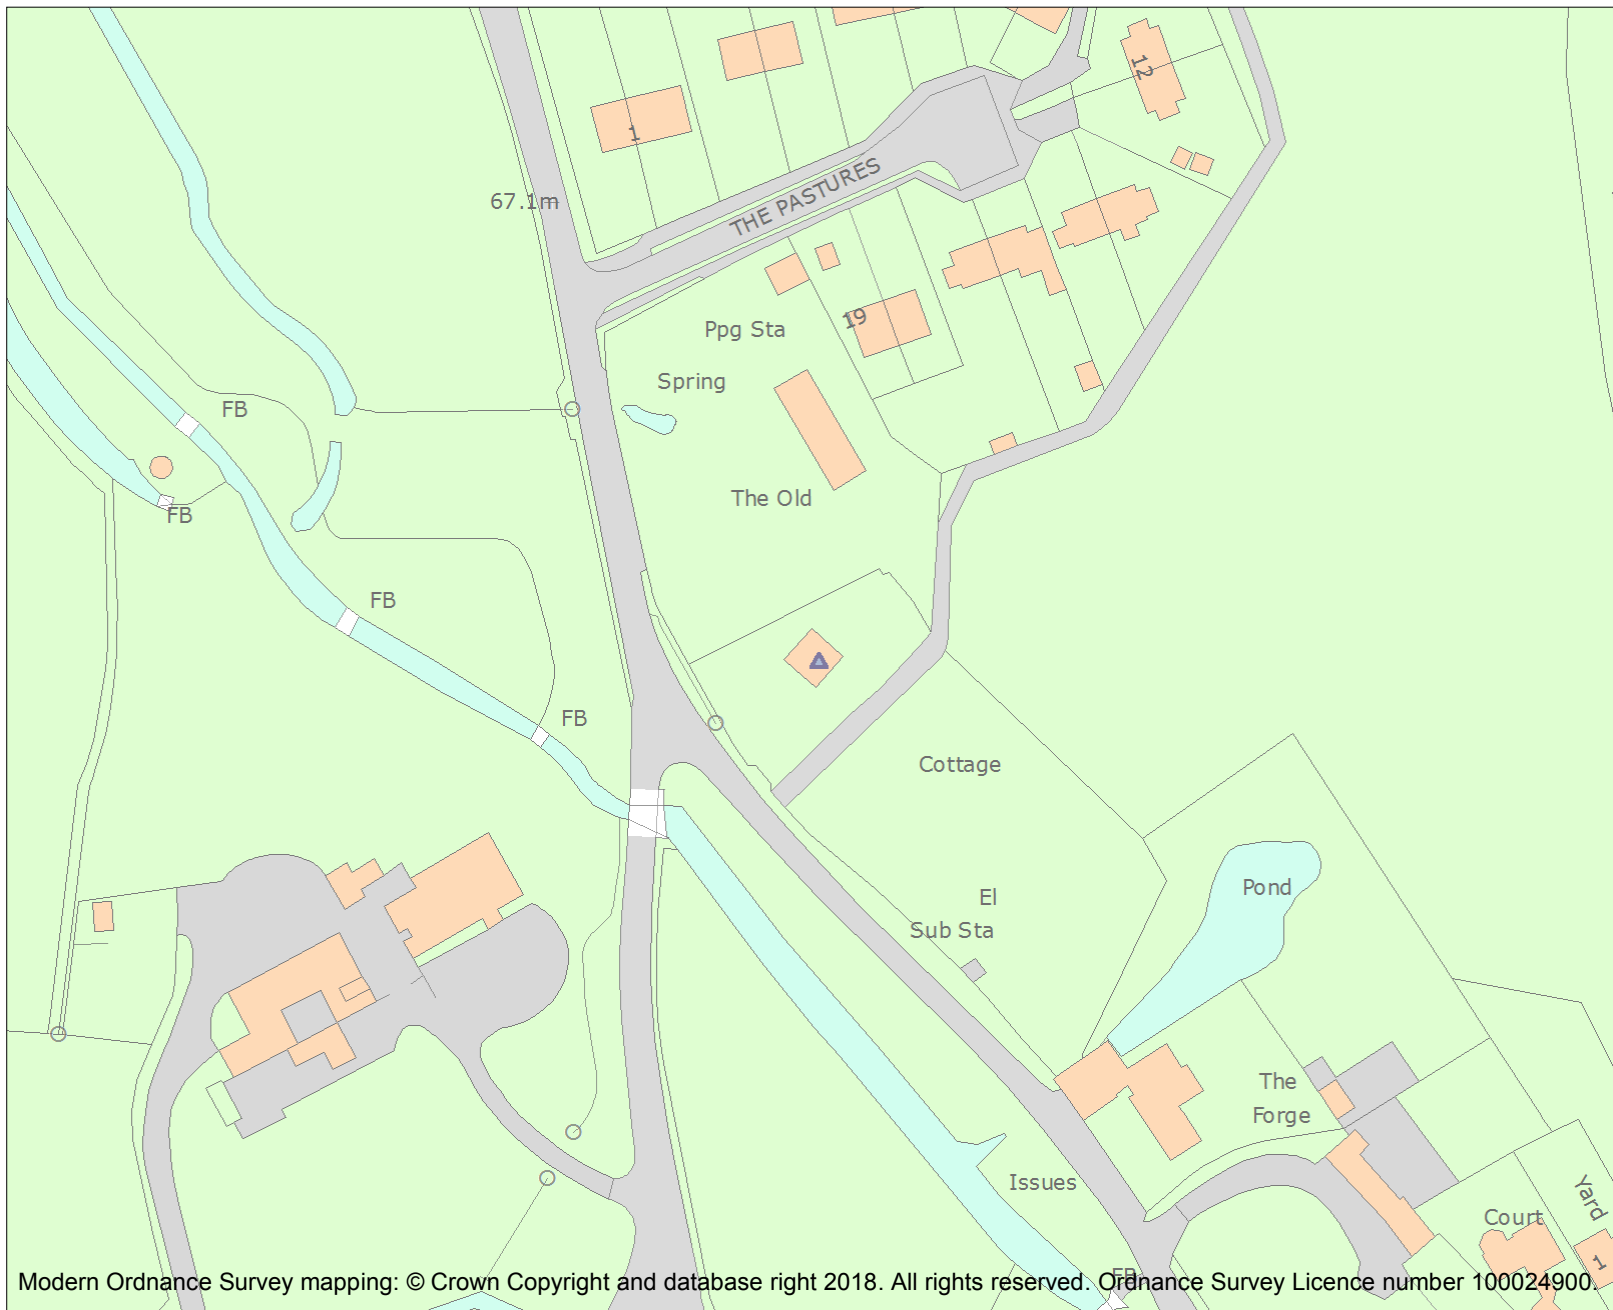 12
1
67.1m
THE PASTURES
19
Ppg Sta
Spring
FB
The Old
FB
FB
FB
Cottage
Pond
El
Sub Sta
The
Forge
Issues
Yard
Court
1
FB
Modern Ordnance Survey mapping: © Crown Copyright and database right 2018. All rights reserved. Ordnance Survey Licence number 100024900.